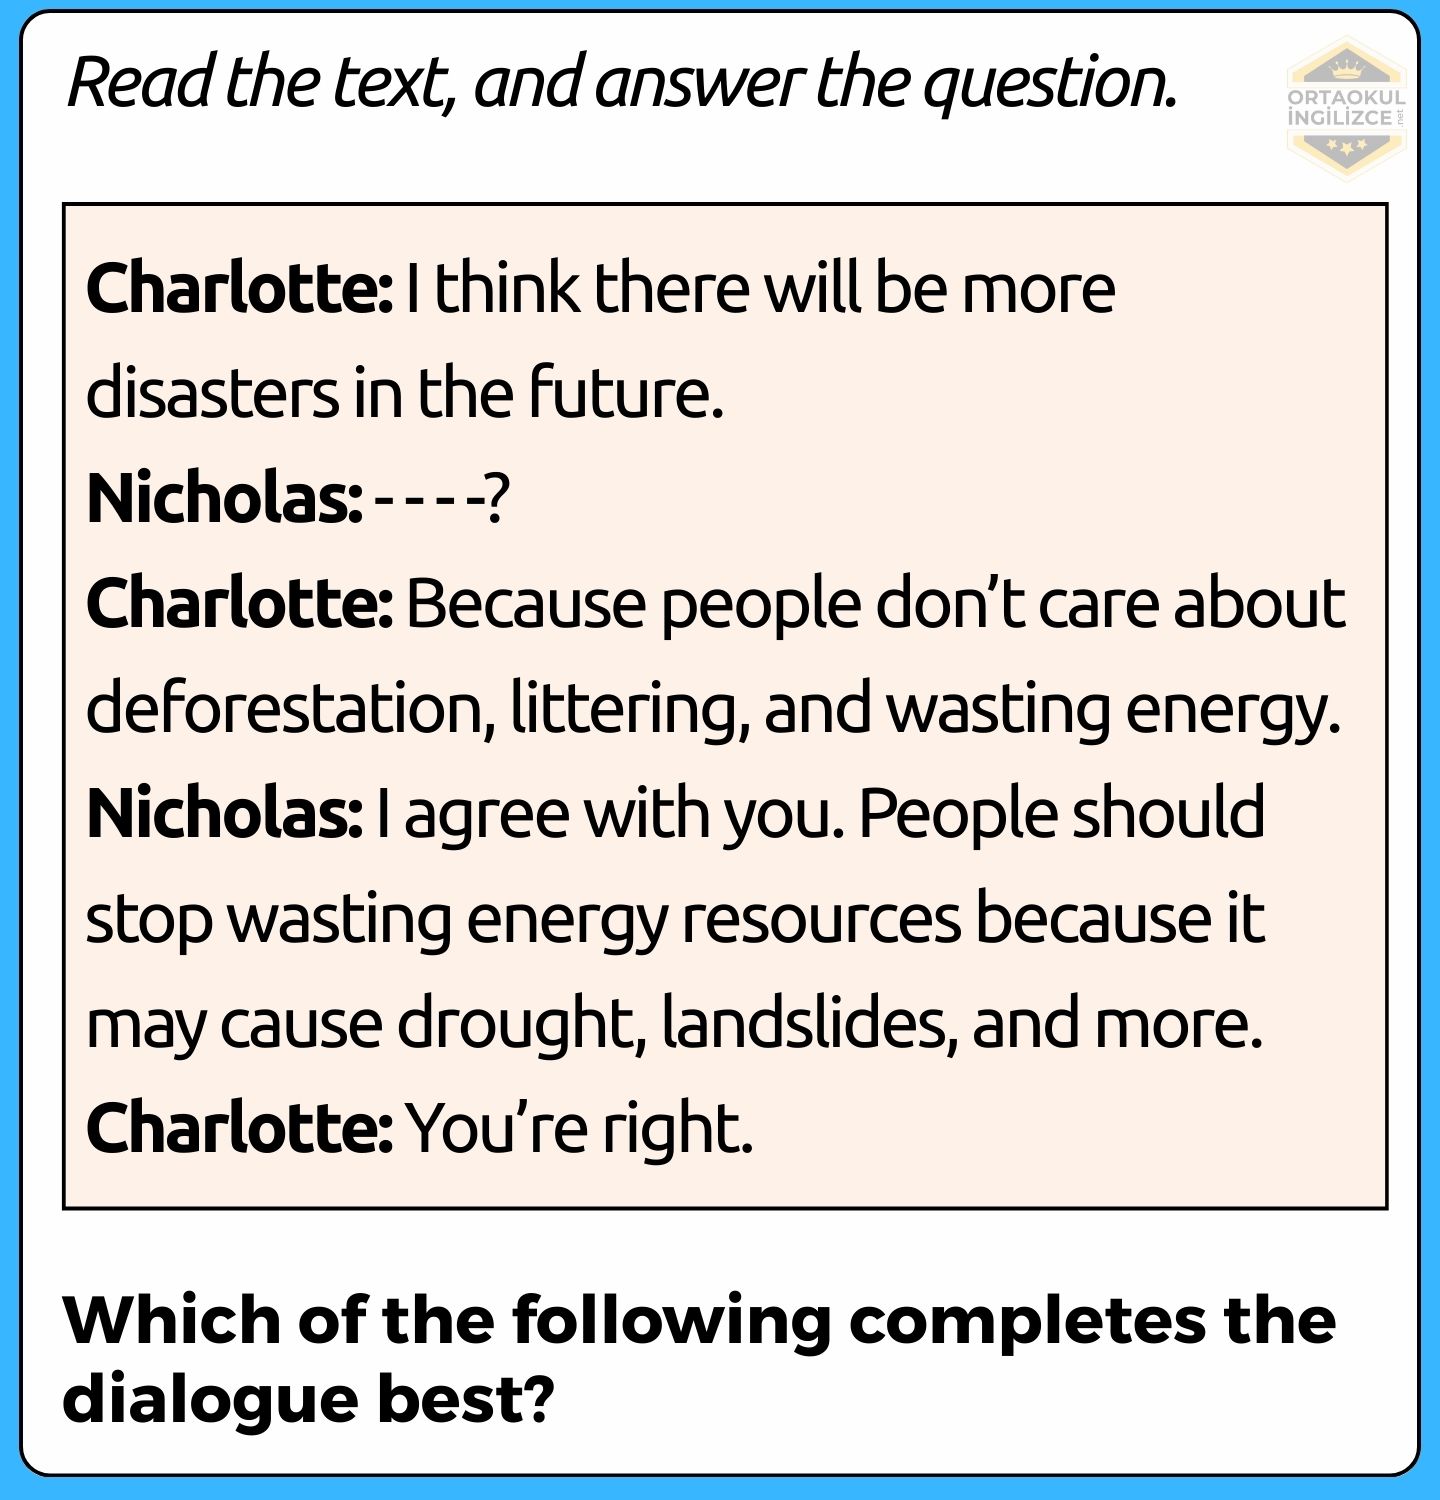 Read the text, and answer the question.
ORTAOKUL
İNGİLİZCE
.net
Charlotte: I think there will be more
disasters in the future.
Nicholas: - - - -?
Charlotte: Because people don’t care about
deforestation, littering, and wasting energy.
Nicholas: I agree with you. People should
stop wasting energy resources because it
may cause drought, landslides, and more.
Charlotte: You’re right.
Which of the following completes the
dialogue best?